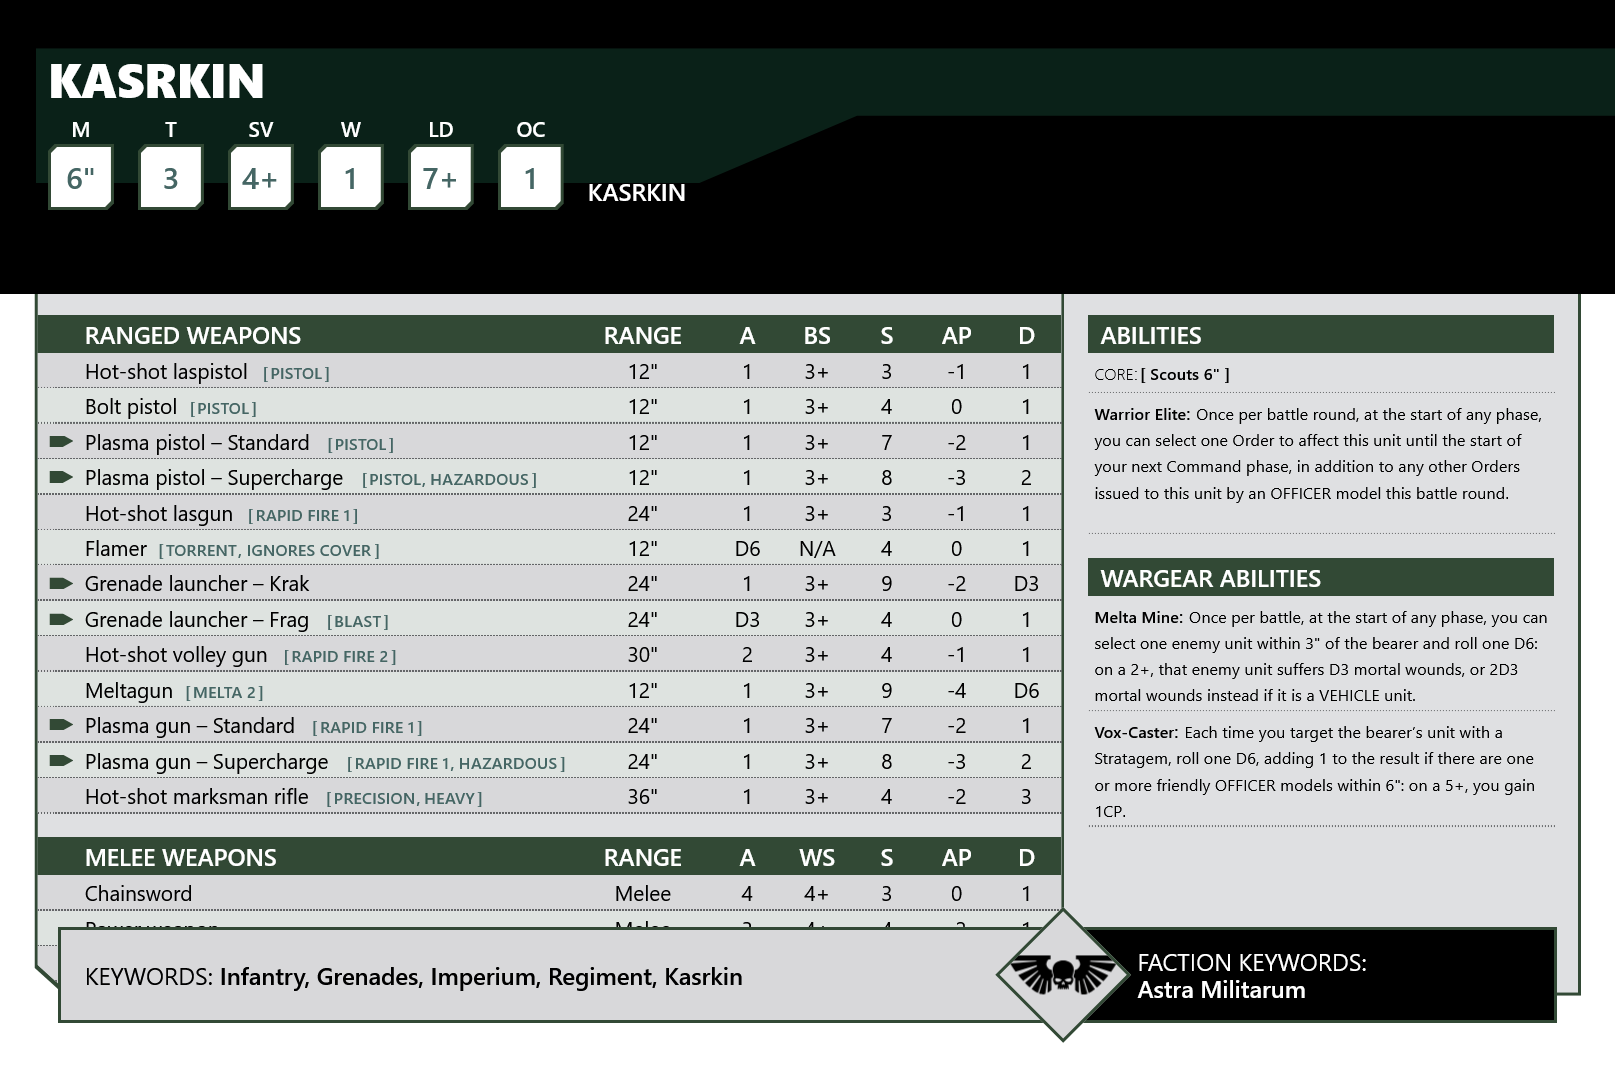 KASRKIN
M T SV W LD OC
6" 3 4+ 1 7+ 1 KASRKIN
RANGED WEAPONS RANGE A BS S AP D
Hot-shot laspistol [PISTOL] 12" 1 3+ 3 -1 1
Bolt pistol [PISTOL] 12" 1 3+ 4 0 1
Plasma pistol – Standard [PISTOL] 12" 1 3+ 7 -2 1
Plasma pistol – Supercharge [PISTOL, HAZARDOUS] 12" 1 3+ 8 -3 2
Hot-shot lasgun [RAPID FIRE 1] 24" 1 3+ 3 -1 1
Flamer [TORRENT, IGNORES COVER] 12" D6 N/A 4 0 1
Grenade launcher – Krak 24" 1 3+ 9 -2 D3
Grenade launcher – Frag [BLAST] 24" D3 3+ 4 0 1
Hot-shot volley gun [RAPID FIRE 2] 30" 2 3+ 4 -1 1
Meltagun [MELTA 2] 12" 1 3+ 9 -4 D6
Plasma gun – Standard [RAPID FIRE 1] 24" 1 3+ 7 -2 1
Plasma gun – Supercharge [RAPID FIRE 1, HAZARDOUS] 24" 1 3+ 8 -3 2
Hot-shot marksman rifle [PRECISION, HEAVY] 36" 1 3+ 4 -2 3
MELEE WEAPONS RANGE A WS S AP D
Chainsword Melee 4 4+ 3 0 1
ABILITIES
CORE: [ Scouts 6" ]
Warrior Elite: Once per battle round, at the start of any phase,
you can select one Order to affect this unit until the start of
your next Command phase, in addition to any other Orders
issued to this unit by an OFFICER model this battle round.
WARGEAR ABILITIES
Melta Mine: Once per battle, at the start of any phase, you can
select one enemy unit within 3" of the bearer and roll one D6:
on a 2+, that enemy unit suffers D3 mortal wounds, or 2D3
mortal wounds instead if it is a VEHICLE unit.
Vox-Caster: Each time you target the bearer’s unit with a
Stratagem, roll one D6, adding 1 to the result if there are one
or more friendly OFFICER models within 6": on a 5+, you gain
1CP.
KEYWORDS: Infantry, Grenades, Imperium, Regiment, Kasrkin
FACTION KEYWORDS:
Astra Militarum